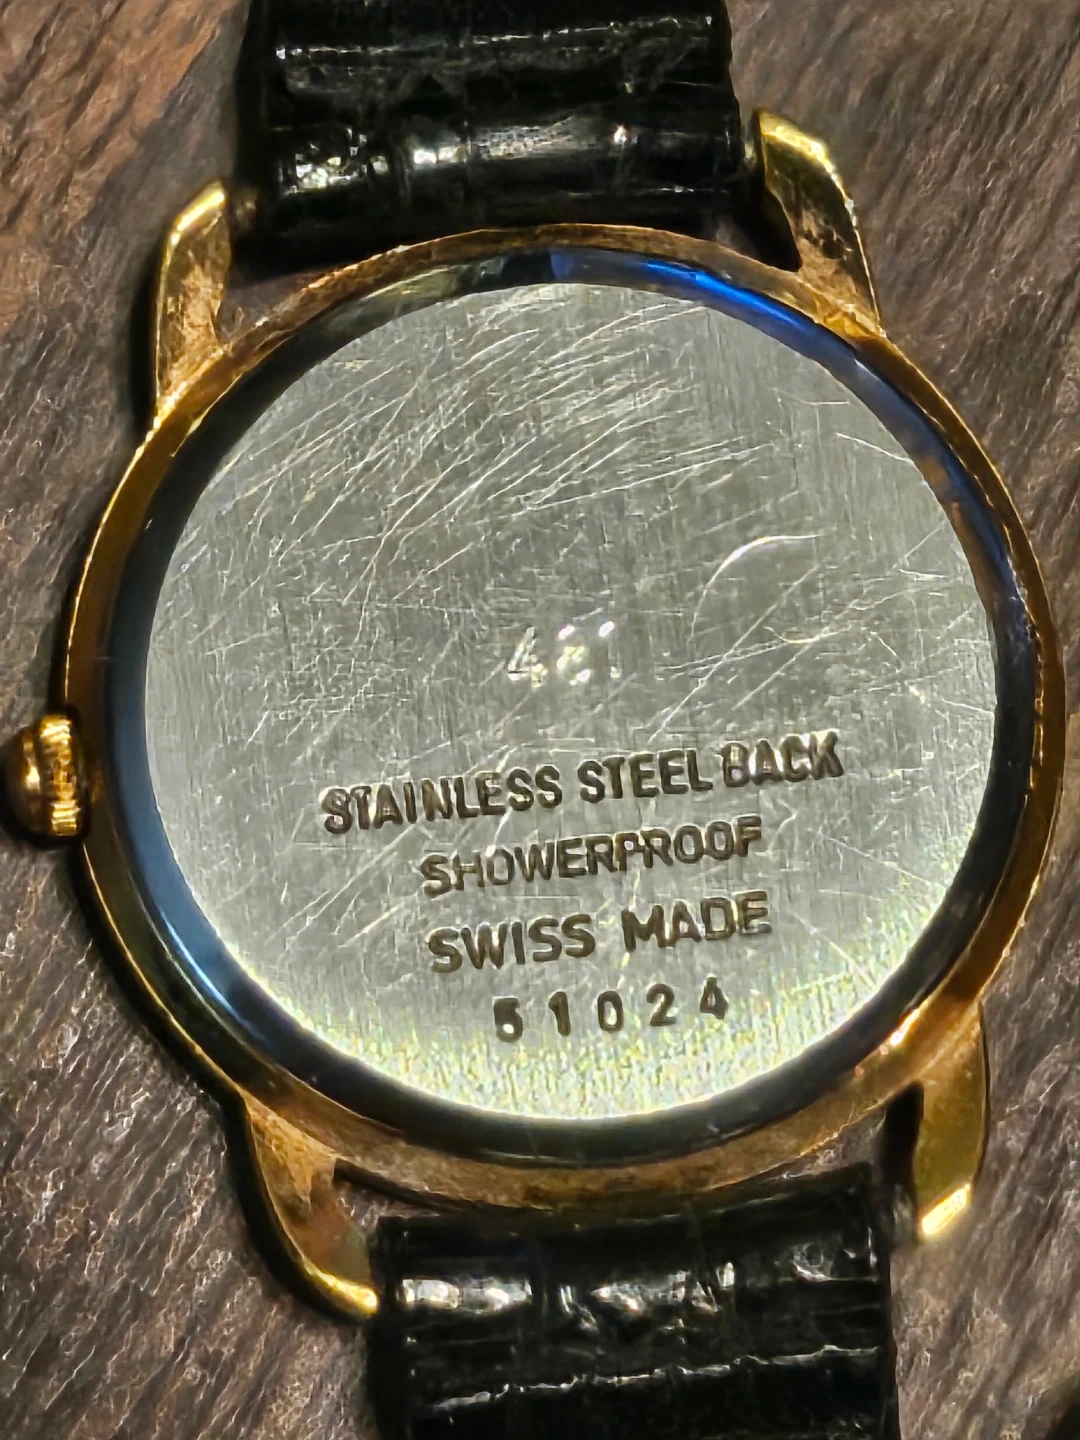 STAINLESS STEEL BACK
SHOWERPROOF
SWISS MADE
51024